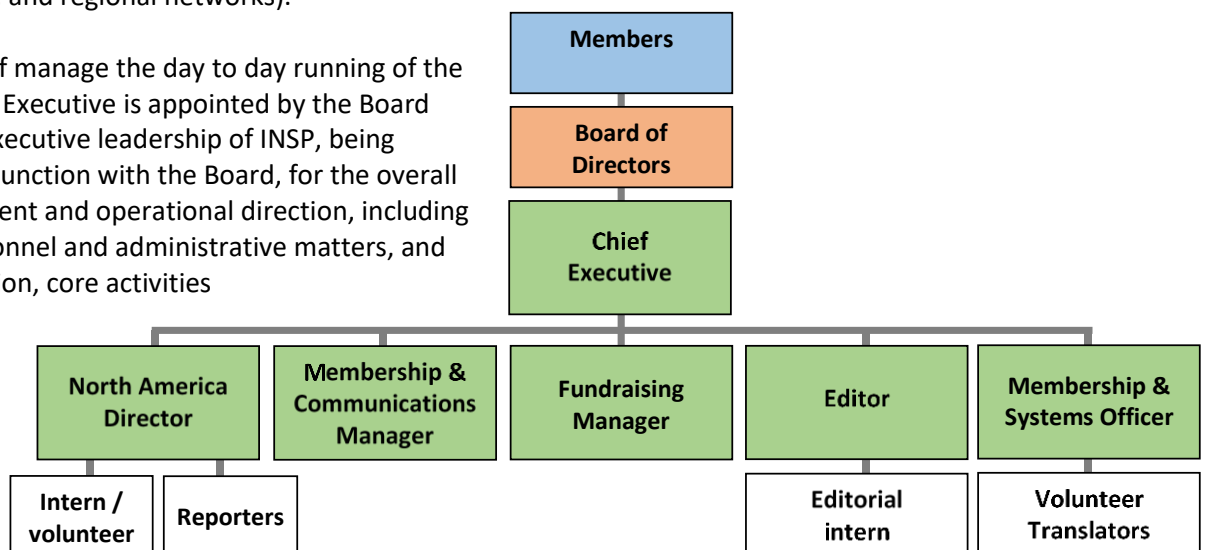 and regional networks).
f manage the day to day running of the
Executive is appointed by the Board
xecutive leadership of INSP, being
unction with the Board, for the overall
ent and operational direction, including
onnel and administrative matters, and
on, core activities
Members
Board of
Directors
Chief
Executive
North America
Director
Membership &
Communications
Manager
Fundraising
Manager
Editor
Membership &
Systems Officer
Intern /
volunteer
Reporters
Editorial
intern
Volunteer
Translators